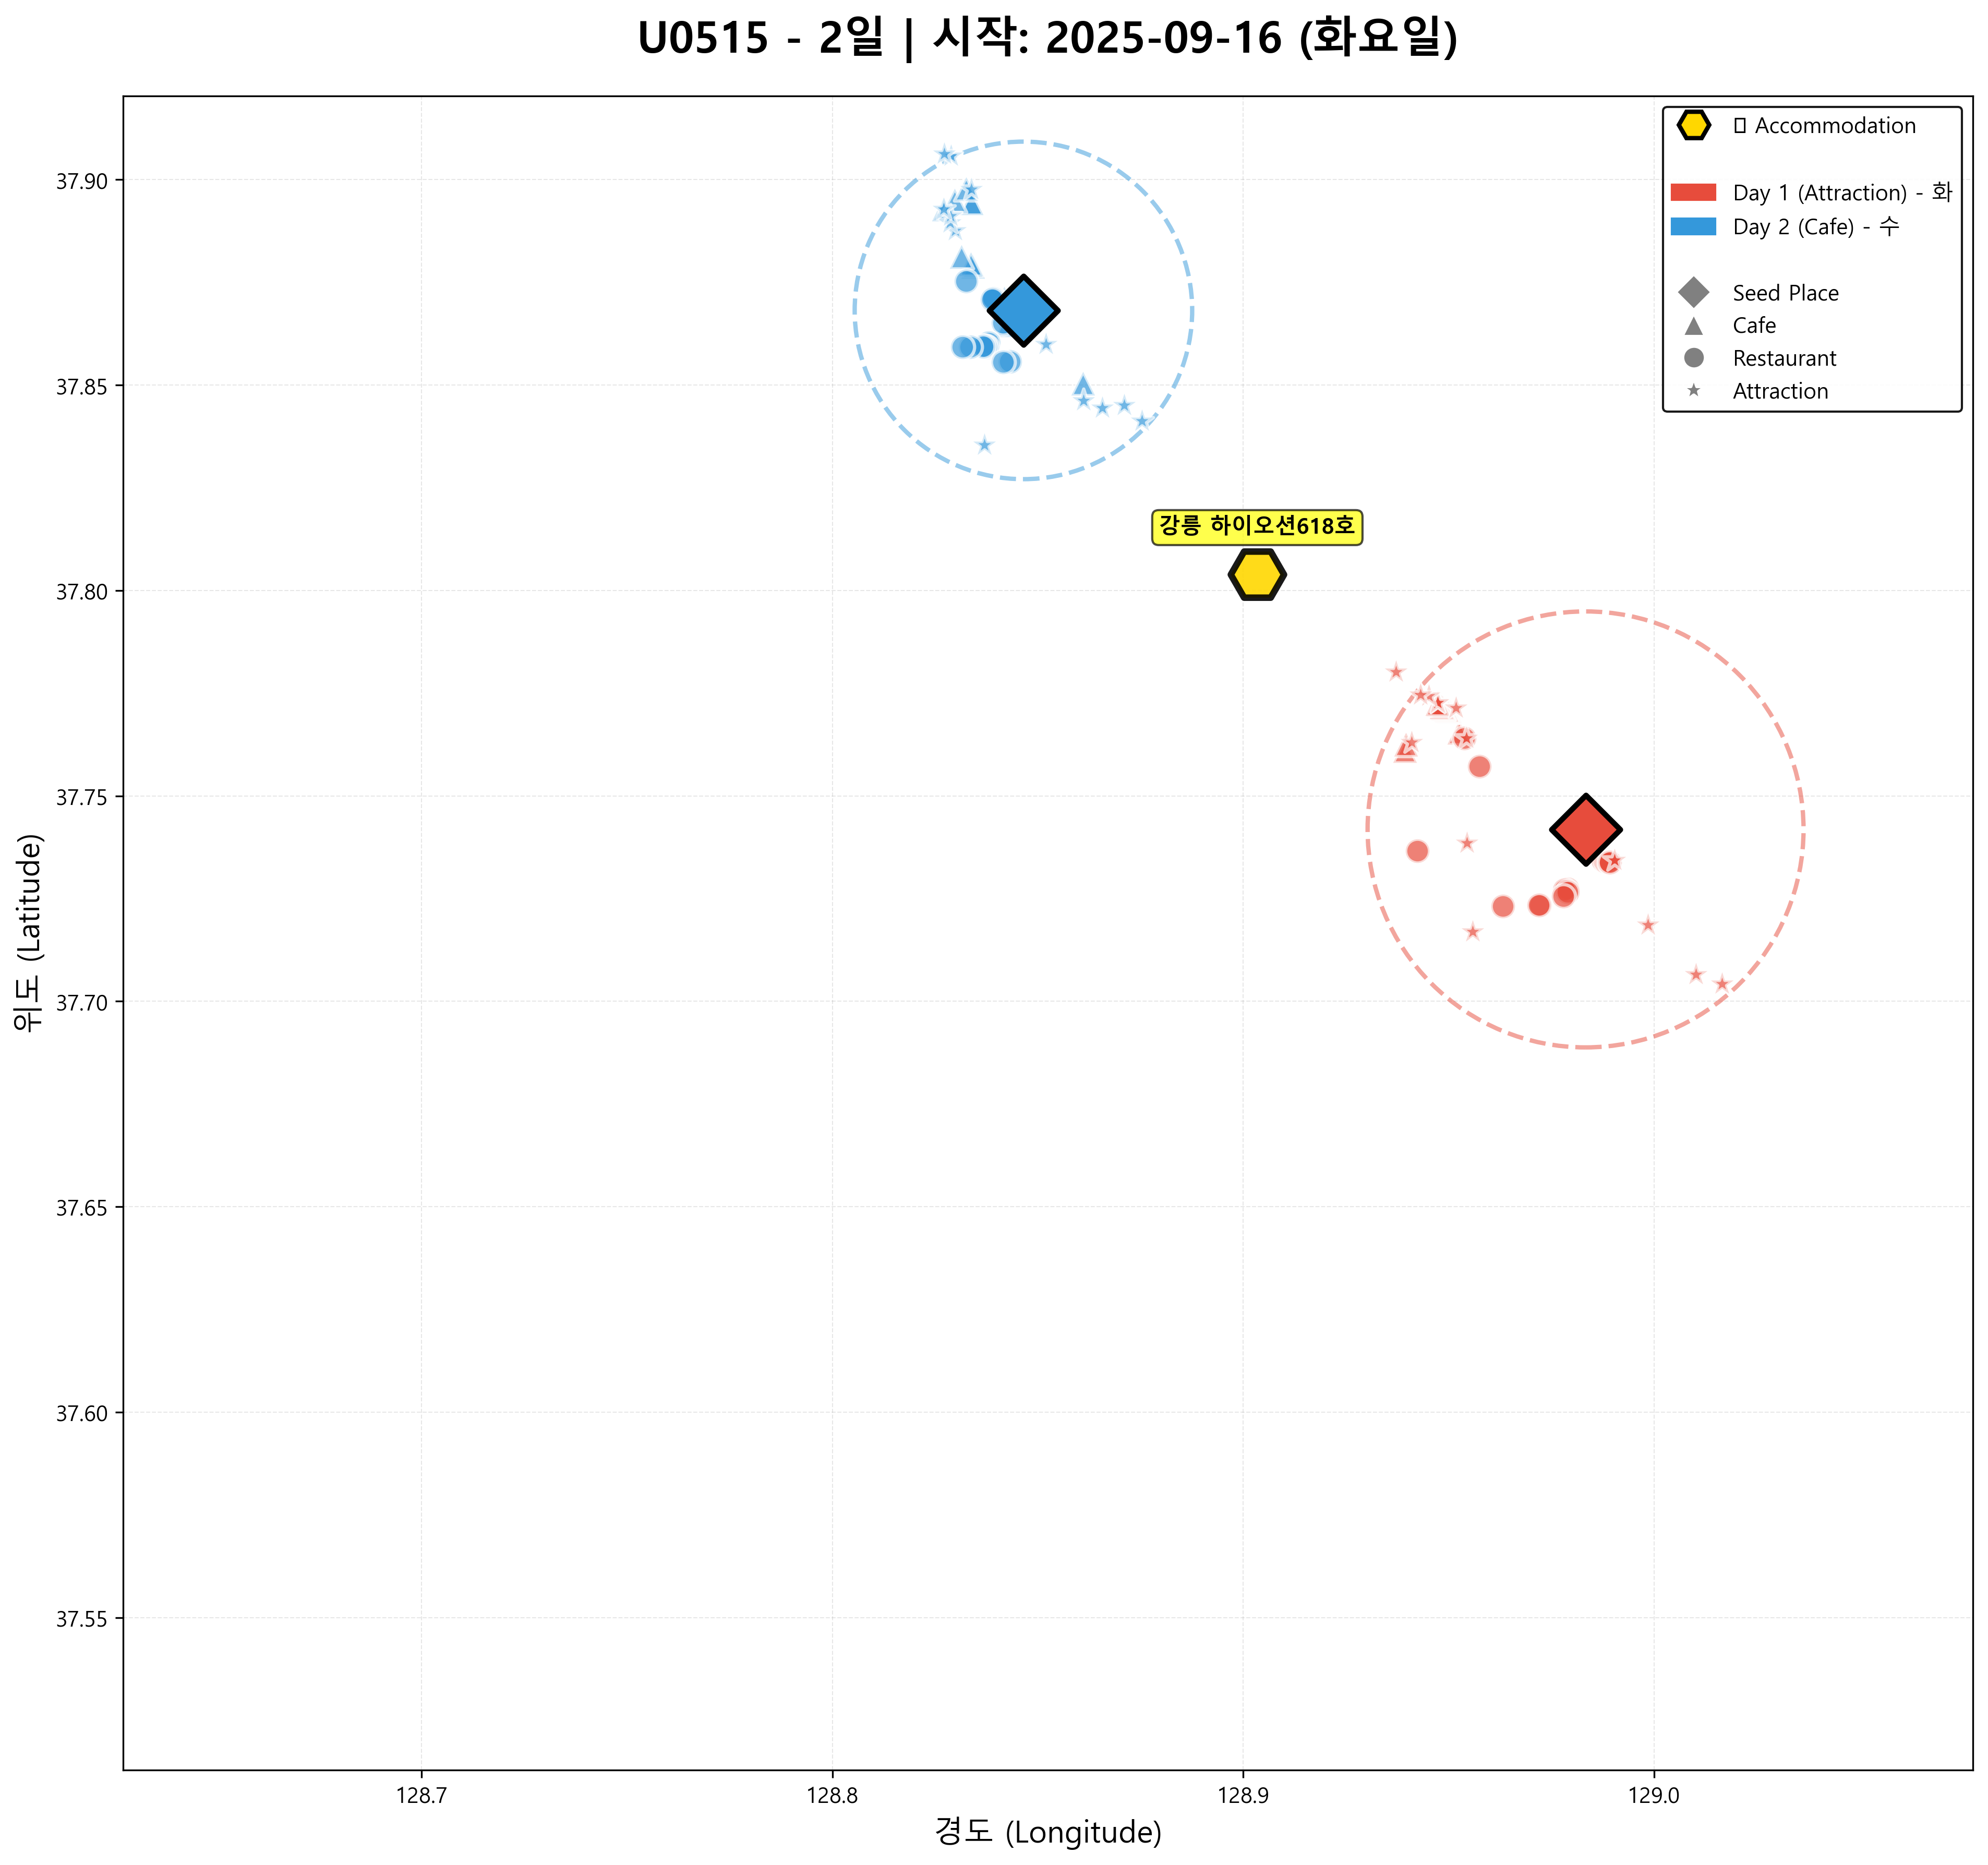 U0515 - 2일 | 시작: 2025-09-16 (화요일)
Accommodation
Day 1 (Attraction) - 화
Day 2 (Cafe) - 수
Seed Place
Cafe
Restaurant
Attraction
강릉 하이오션618호
위도 (Latitude)
37.90
37.85
37.80
37.75
37.70
37.65
37.60
37.55
128.7
128.8
128.9
129.0
경도 (Longitude)